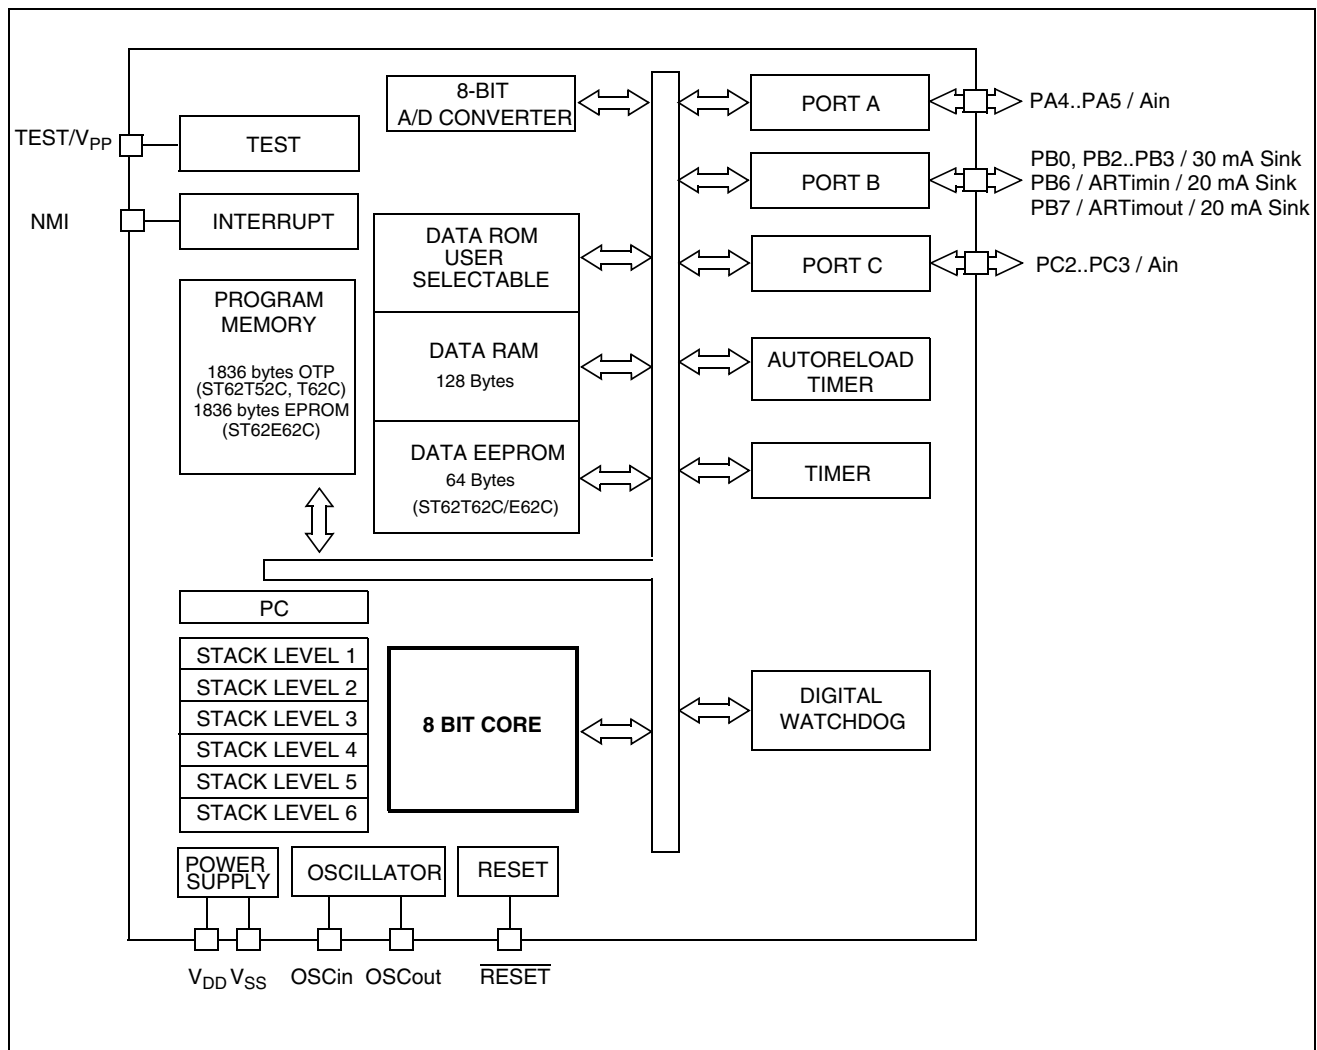 8-BIT
A/D CONVERTER
PORT A
PA4..PA5 / Ain
TEST/VPP
TEST
PORT B
PB0, PB2..PB3 / 30 mA Sink
PB6 / ARTimin / 20 mA Sink
PB7 / ARTimout / 20 mA Sink
NMI
INTERRUPT
DATA ROM
USER
SELECTABLE
PORT C
PC2..PC3 / Ain
PROGRAM
MEMORY
1836 bytes OTP
(ST62T52C, T62C)
1836 bytes EPROM
(ST62E62C)
DATA RAM
128 Bytes
AUTORELOAD
TIMER
DATA EEPROM
64 Bytes
(ST62T62C/E62C)
TIMER
PC
STACK LEVEL 1
STACK LEVEL 2
STACK LEVEL 3
STACK LEVEL 4
STACK LEVEL 5
STACK LEVEL 6
8 BIT CORE
DIGITAL
WATCHDOG
POWER
SUPPLY
OSCILLATOR
RESET
VDD VSS
OSCin OSCout
RESET